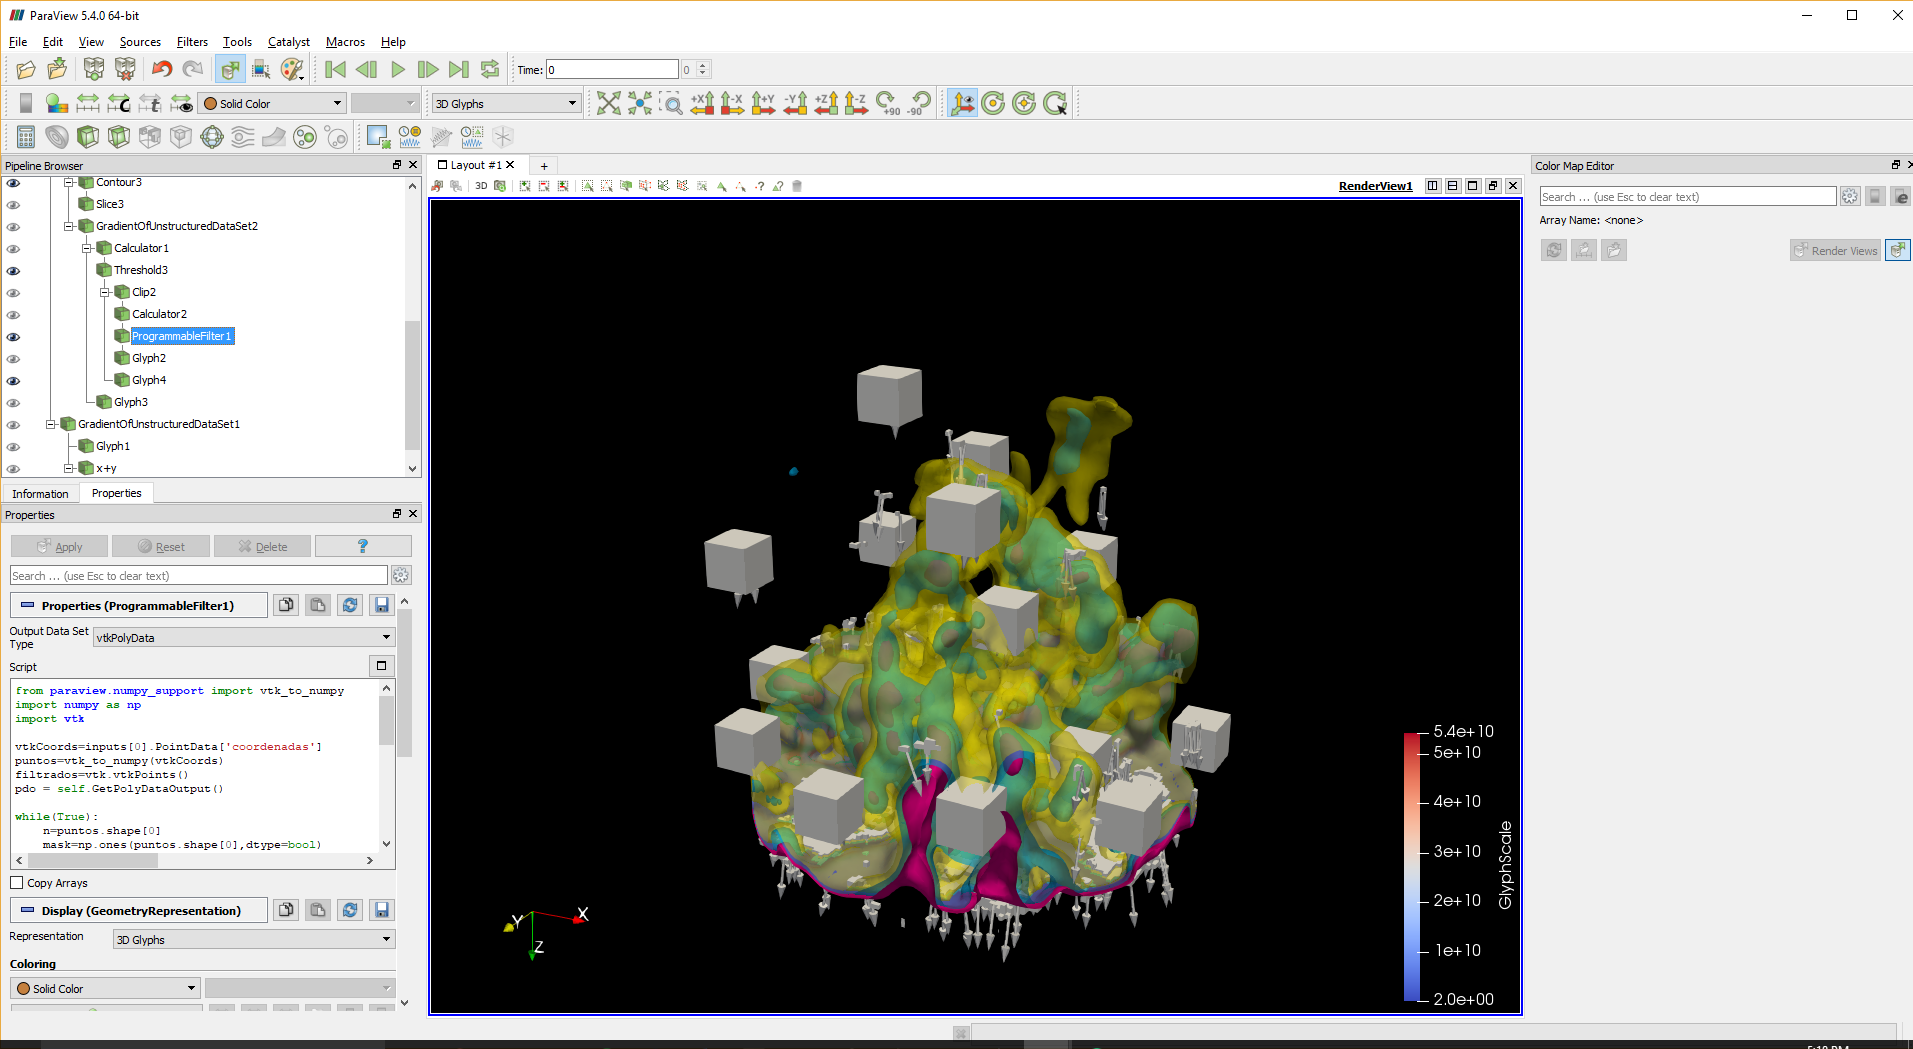 ParaView 5.4.0 64-bit
File Edit View Sources Filters Tools Catalyst Macros Help
Time: 0 0
Solid Color 3D Glyphs +X -X +Y -Y +Z -Z +90 -90
Pipeline Browser
Contour3
Slice3
GradientOfUnstructuredDataSet2
Calculator1
Threshold3
Clip2
Calculator2
ProgrammableFilter1
Glyph2
Glyph4
Glyph3
GradientOfUnstructuredDataSet1
Glyph1
x+y
Information Properties
Properties
Apply Reset Delete ?
Search ... (use Esc to clear text)
Properties (ProgrammableFilter1)
Output Data Set Type vtkPolyData
Script
from paraview.numpy_support import vtk_to_numpy
import numpy as np
import vtk
vtkCoords=inputs[0].PointData['coordenadas']
puntos=vtk_to_numpy(vtkCoords)
filtrados=vtk.vtkPoints()
pdo = self.GetPolyDataOutput()
while(True):
n=puntos.shape[0]
mask=np.ones(puntos.shape[0],dtype=bool)
Copy Arrays
Display (GeometryRepresentation)
Representation 3D Glyphs
Coloring
Solid Color
Layout #1 +
3D RenderView1
X
Y
Z
5.4e+10
5e+10
4e+10
3e+10
2e+10
1e+10
2.0e+00
GlyphScale
Color Map Editor
Search ... (use Esc to clear text)
Array Name: <none>
Render Views